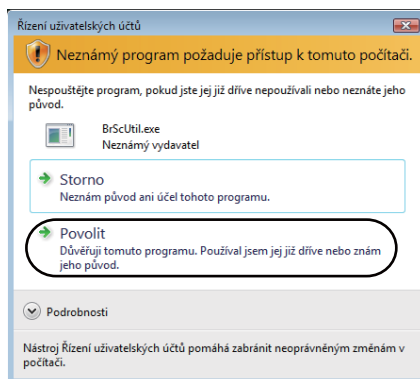 Řízení uživatelských účtů
Neznámý program požaduje přístup k tomuto počítači.
Nespouštějte program, pokud jste jej již dříve nepoužívali nebo neznáte jeho
původ.
BrScUtil.exe
Neznámý vydavatel
Storno
Neznám původ ani účel tohoto programu.
Povolit
Důvěřuji tomuto programu. Používal jsem jej již dříve nebo znám
jeho původ.
Podrobnosti
Nástroj Řízení uživatelských účtů pomáhá zabránit neoprávněným změnám v
počítači.